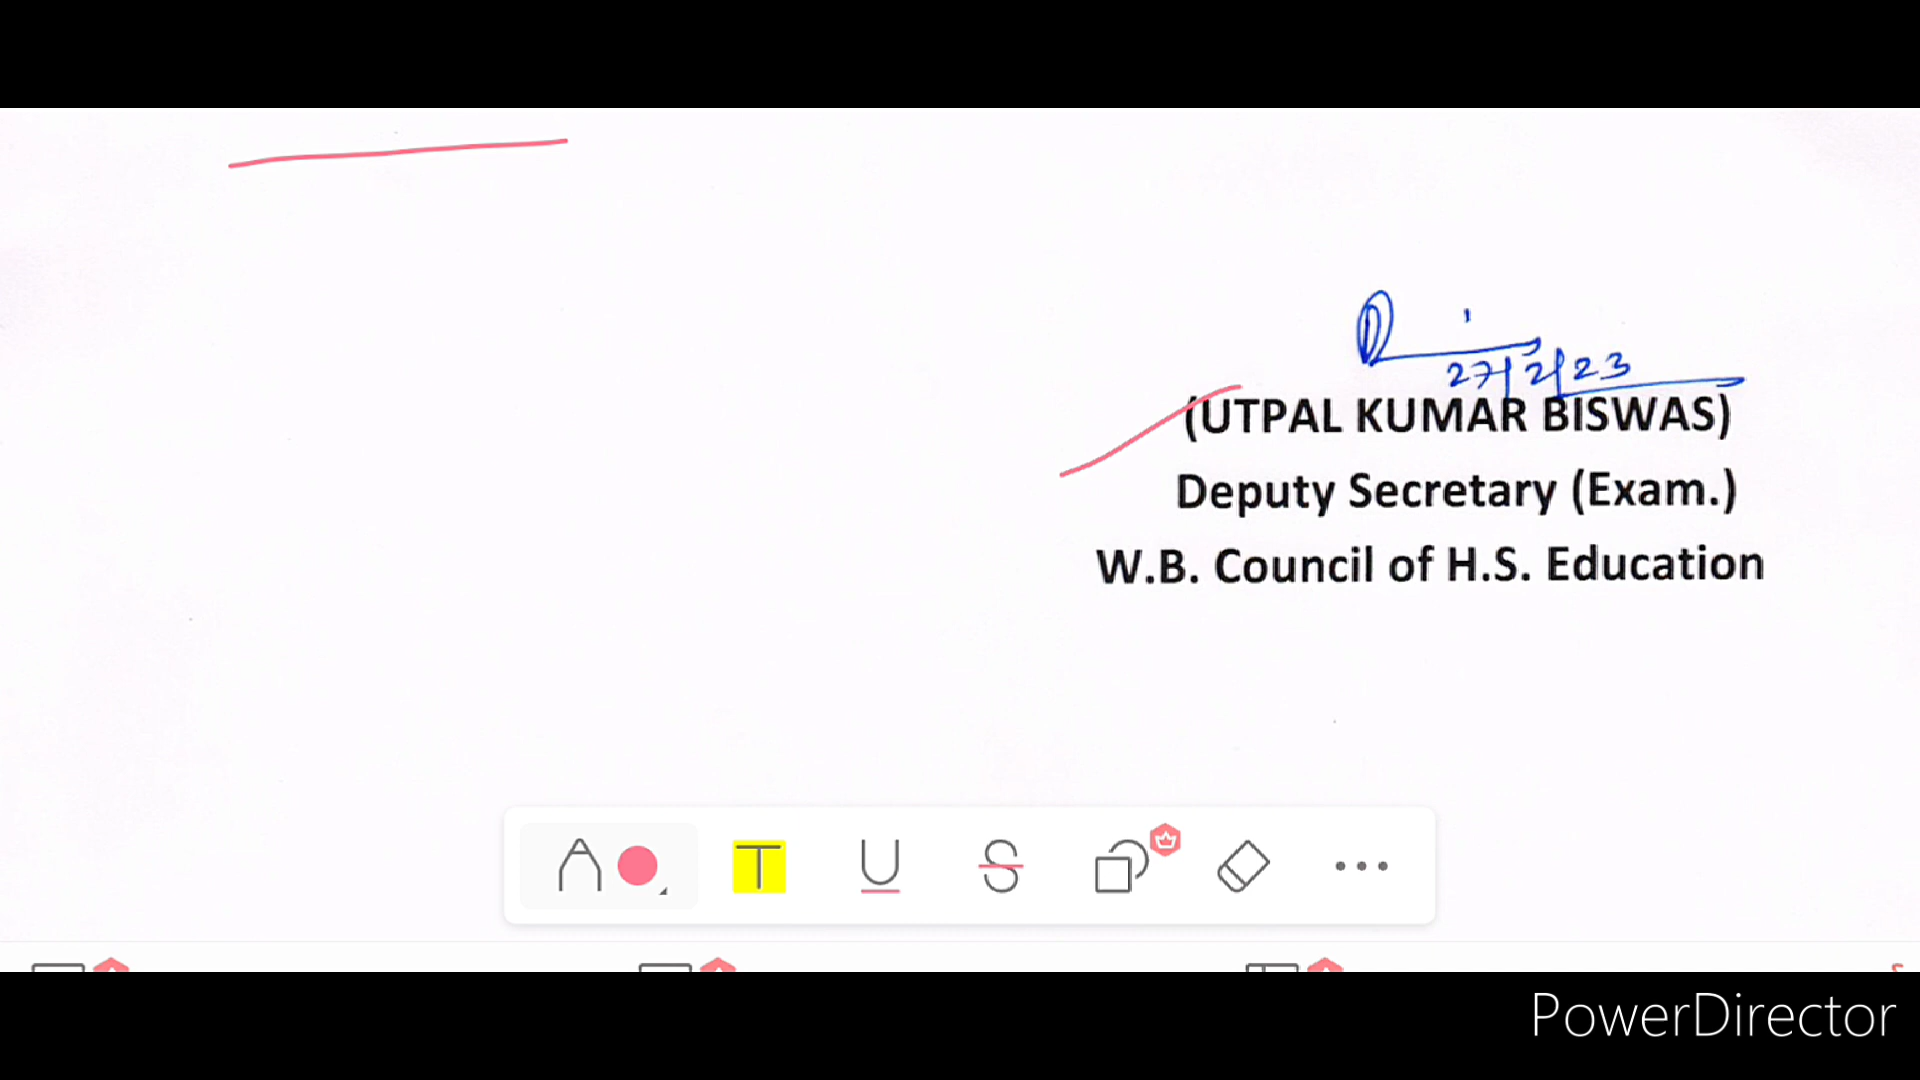 27/2/23
(UTPAL KUMAR BISWAS)
Deputy Secretary (Exam.)
W.B. Council of H.S. Education
PowerDirector